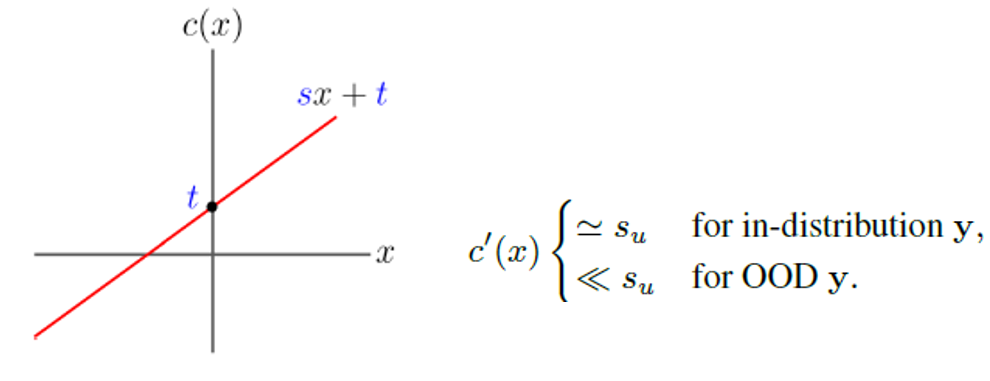 c(x)
sx + t
t
x
c′(x) { ≃ s_u for in-distribution y,
≪ s_u for OOD y.